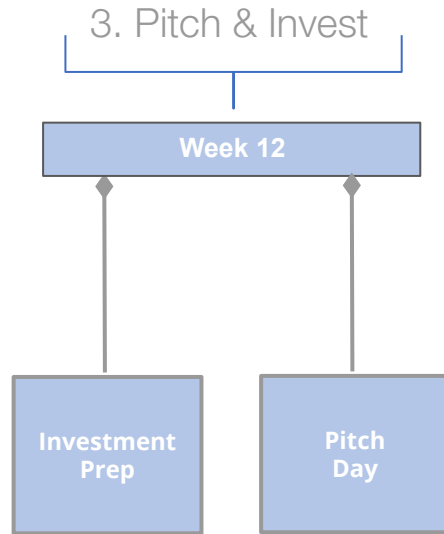 3. Pitch & Invest
Week 12
Investment
Prep
Pitch
Day